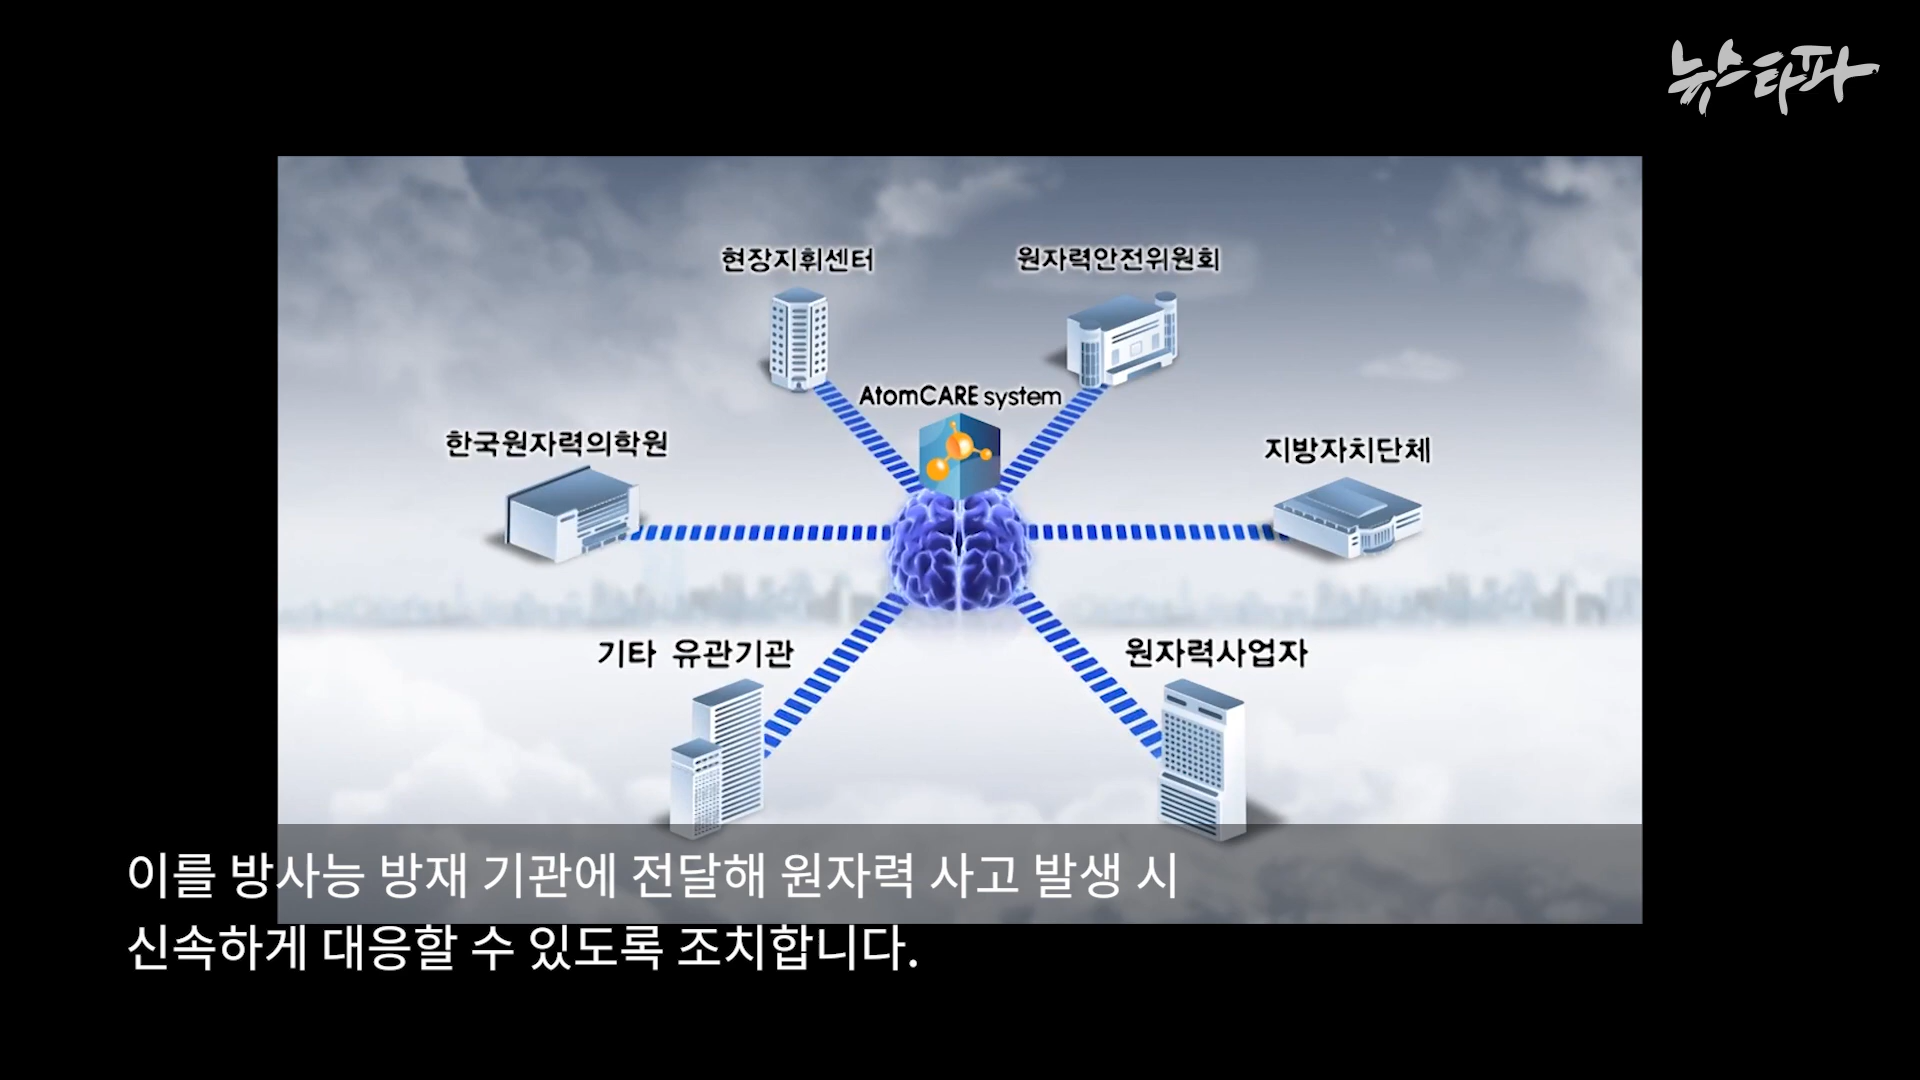 뉴스타파
현장지휘센터
원자력안전위원회
AtomCARE system
한국원자력의학원
지방자치단체
기타 유관기관
원자력사업자
이를 방사능 방재 기관에 전달해 원자력 사고 발생 시
신속하게 대응할 수 있도록 조치합니다.